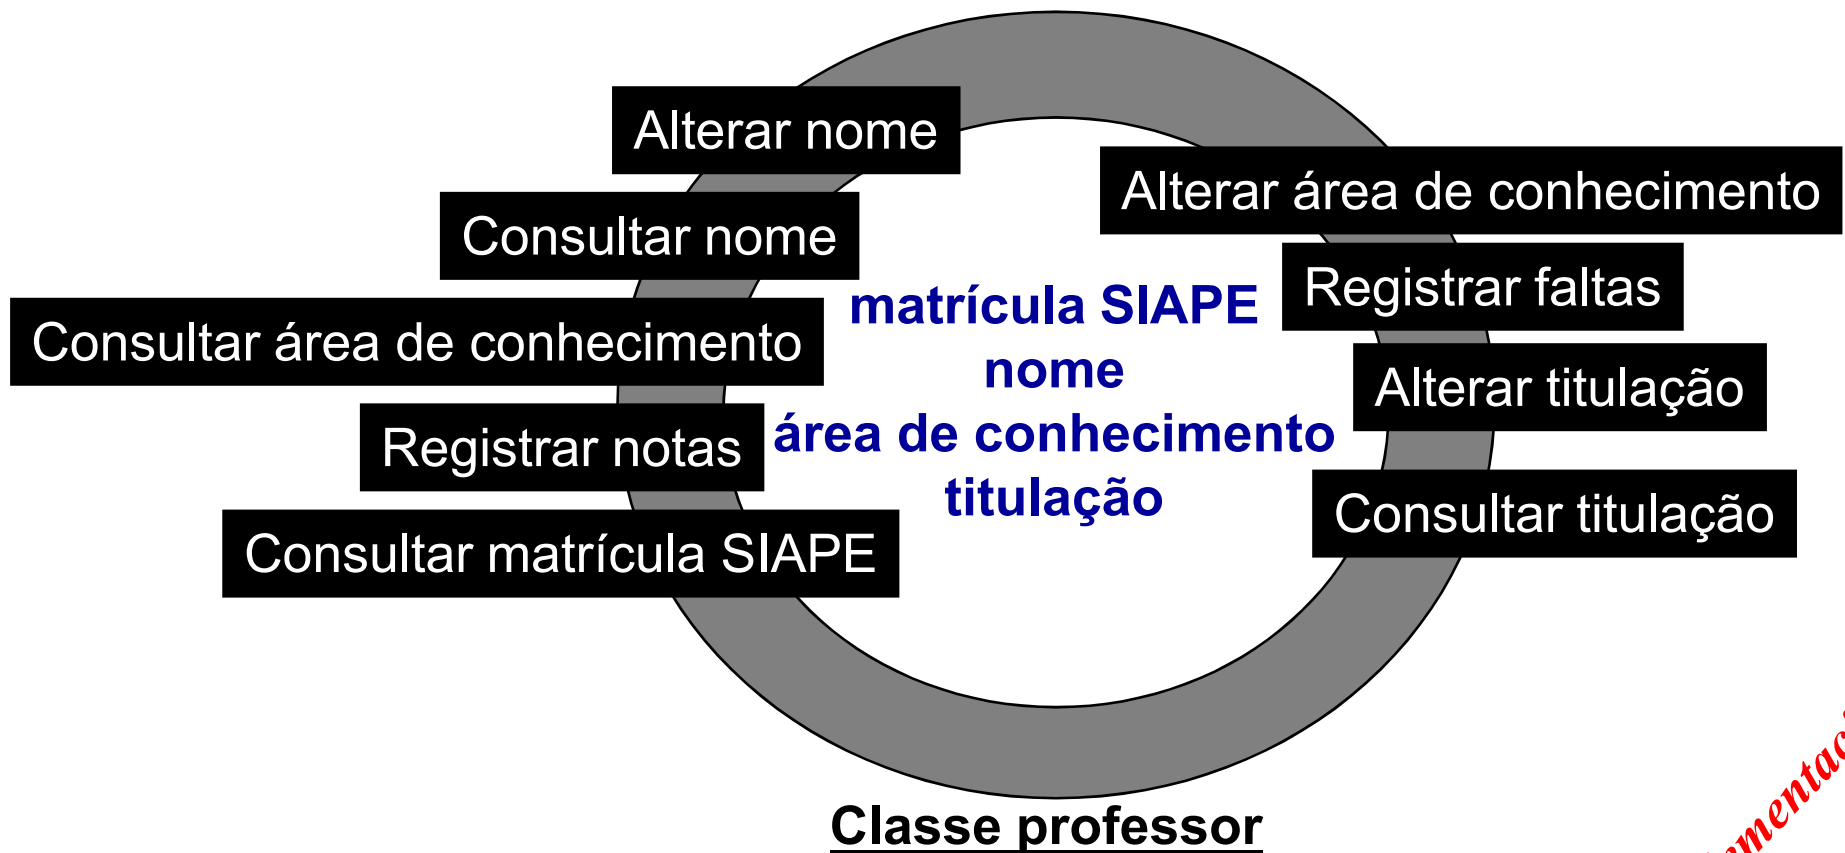 Alterar nome
Consultar nome
Consultar área de conhecimento
Registrar notas
Consultar matrícula SIAPE
matrícula SIAPE
nome
área de conhecimento
titulação
Alterar área de conhecimento
Registrar faltas
Alterar titulação
Consultar titulação
Classe professor